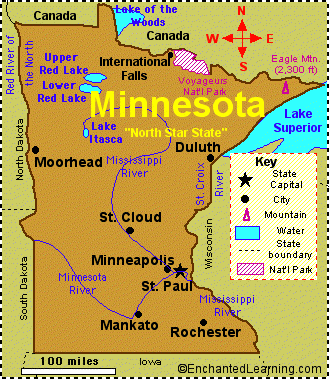 Canada
Lake of the
Woods
Canada
N
W
E
S
Red River of
the North
International
Falls
Voyageurs
Nat'l Park
Eagle Mtn.
(2,300 ft)
Upper
Red Lake
Lower
Red Lake
Minnesota
"North Star State"
Lake
Superior
Lake
Itasca
North Dakota
Moorhead
Mississippi
River
Duluth
St. Croix
River
Key
State
Capital
City
Mountain
Water
State
boundary
Nat'l Park
St. Cloud
Wisconsin
Minneapolis
St. Paul
South Dakota
Minnesota
River
Mississippi
River
Mankato
Rochester
100 miles
Iowa
©EnchantedLearning.com